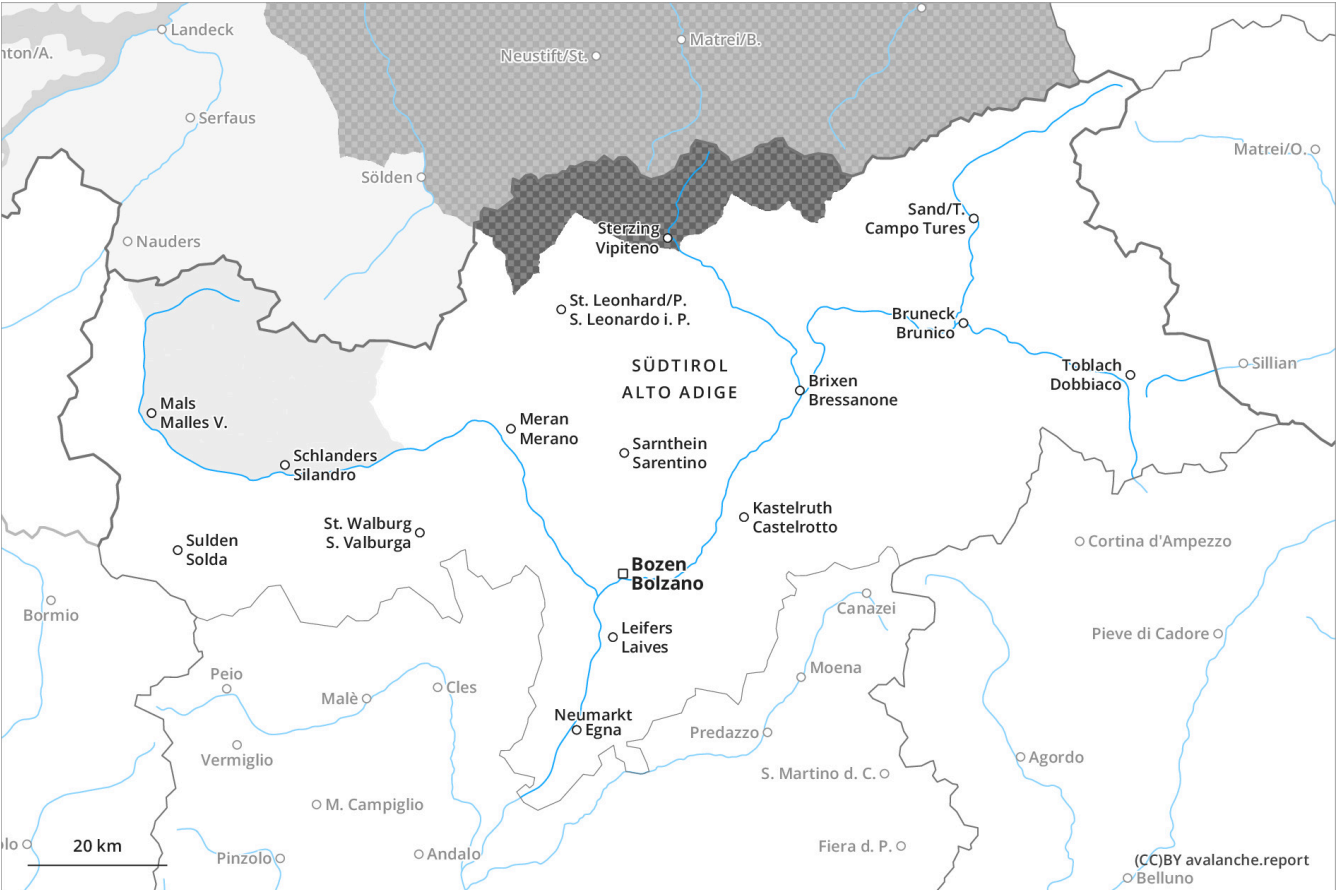 Landeck
nton/A.
Neustift/St.
Matrei/B.
Serfaus
Matrei/O.
Sölden
Sand/T.
Campo Tures
Sterzing
Vipiteno
Nauders
St. Leonhard/P.
S. Leonardo i. P.
Bruneck
Brunico
SÜDTIROL
ALTO ADIGE
Toblach
Dobbiaco
Sillian
Brixen
Bressanone
Mals
Malles V.
Meran
Merano
Sarnthein
Sarentino
Schlanders
Silandro
Kastelruth
Castelrotto
St. Walburg
S. Valburga
Sulden
Solda
Cortina d'Ampezzo
Bozen
Bolzano
Bormio
Canazei
Leifers
Laives
Pieve di Cadore
Peio
Moena
Malè
Cles
Neumarkt
Egna
Predazzo
Vermiglio
Agordo
S. Martino d. C.
M. Campiglio
20 km
lo
Pinzolo
Andalo
Fiera d. P.
(CC)BY avalanche.report
Belluno